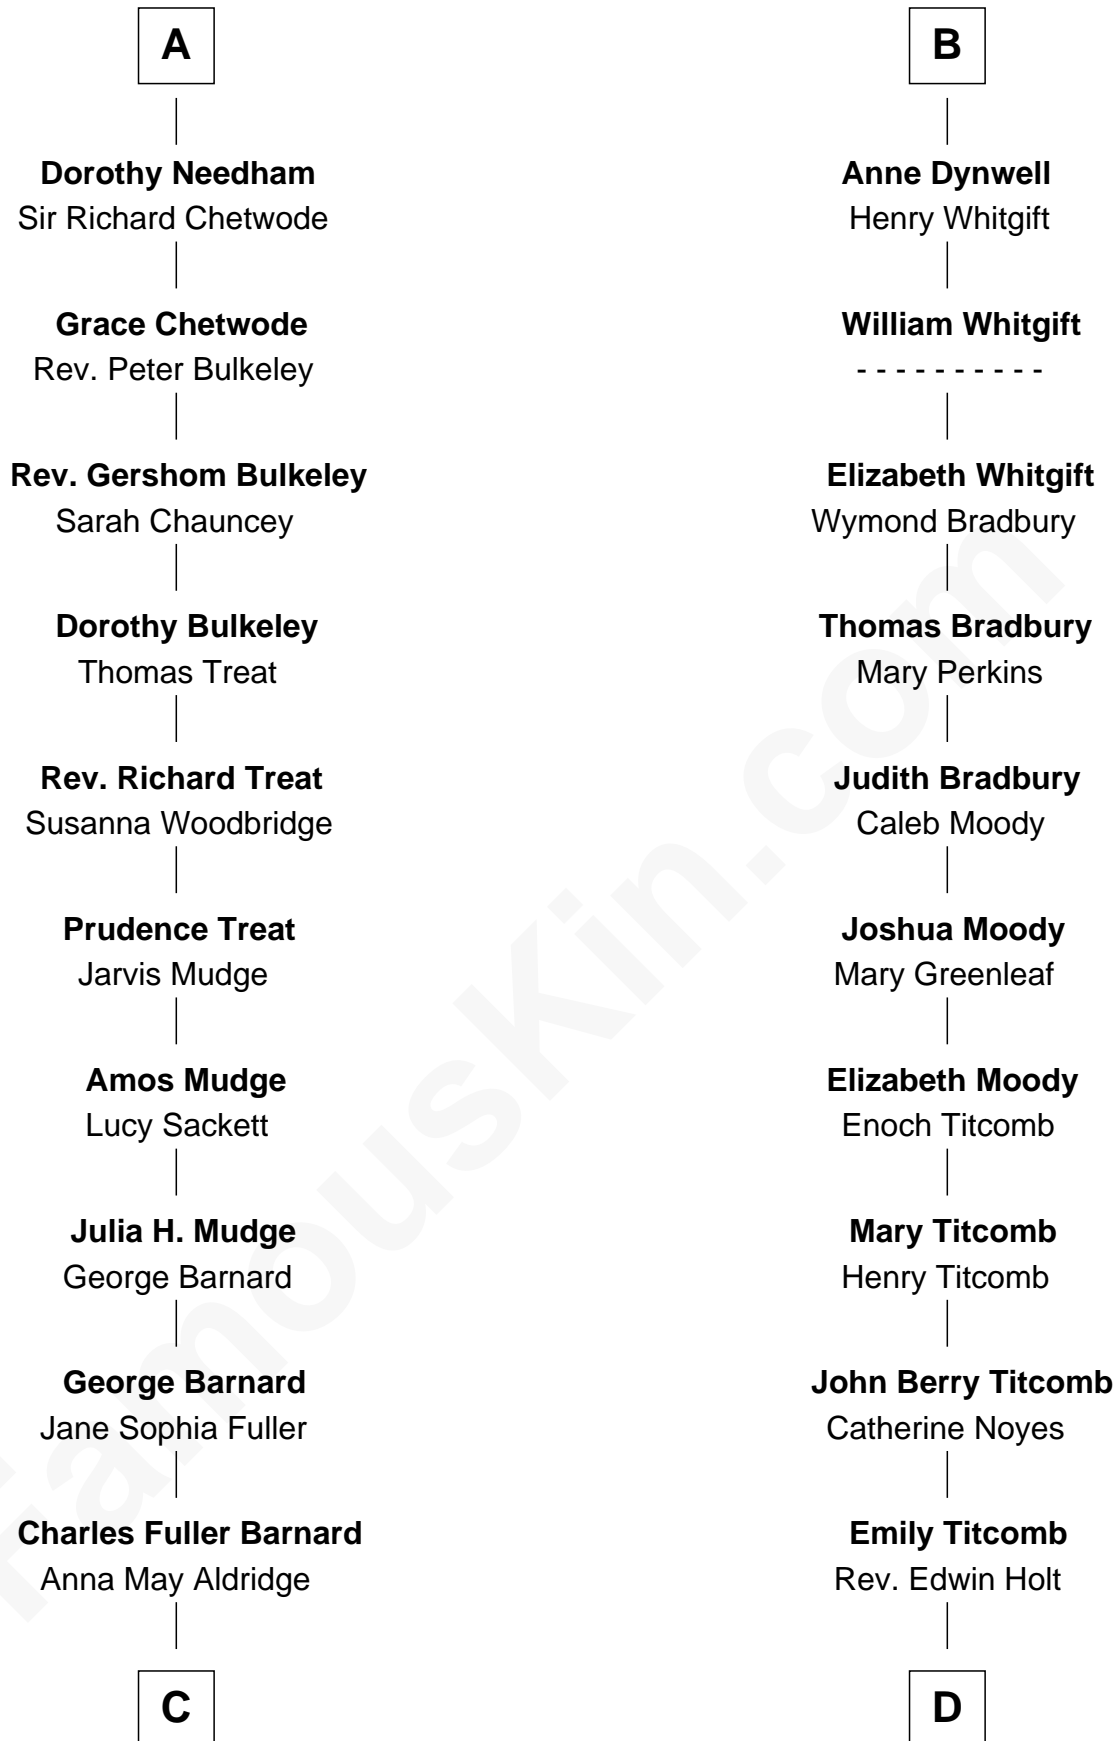 A
Dorothy Needham
Sir Richard Chetwode
Grace Chetwode
Rev. Peter Bulkeley
Rev. Gershom Bulkeley
Sarah Chauncey
Dorothy Bulkeley
Thomas Treat
Rev. Richard Treat
Susanna Woodbridge
Prudence Treat
Jarvis Mudge
Amos Mudge
Lucy Sackett
Julia H. Mudge
George Barnard
George Barnard
Jane Sophia Fuller
Charles Fuller Barnard
Anna May Aldridge
C
B
Anne Dynwell
Henry Whitgift
William Whitgift
- - - - - - - - - -
Elizabeth Whitgift
Wymond Bradbury
Thomas Bradbury
Mary Perkins
Judith Bradbury
Caleb Moody
Joshua Moody
Mary Greenleaf
Elizabeth Moody
Enoch Titcomb
Mary Titcomb
Henry Titcomb
John Berry Titcomb
Catherine Noyes
Emily Titcomb
Rev. Edwin Holt
D
FamousKin.com